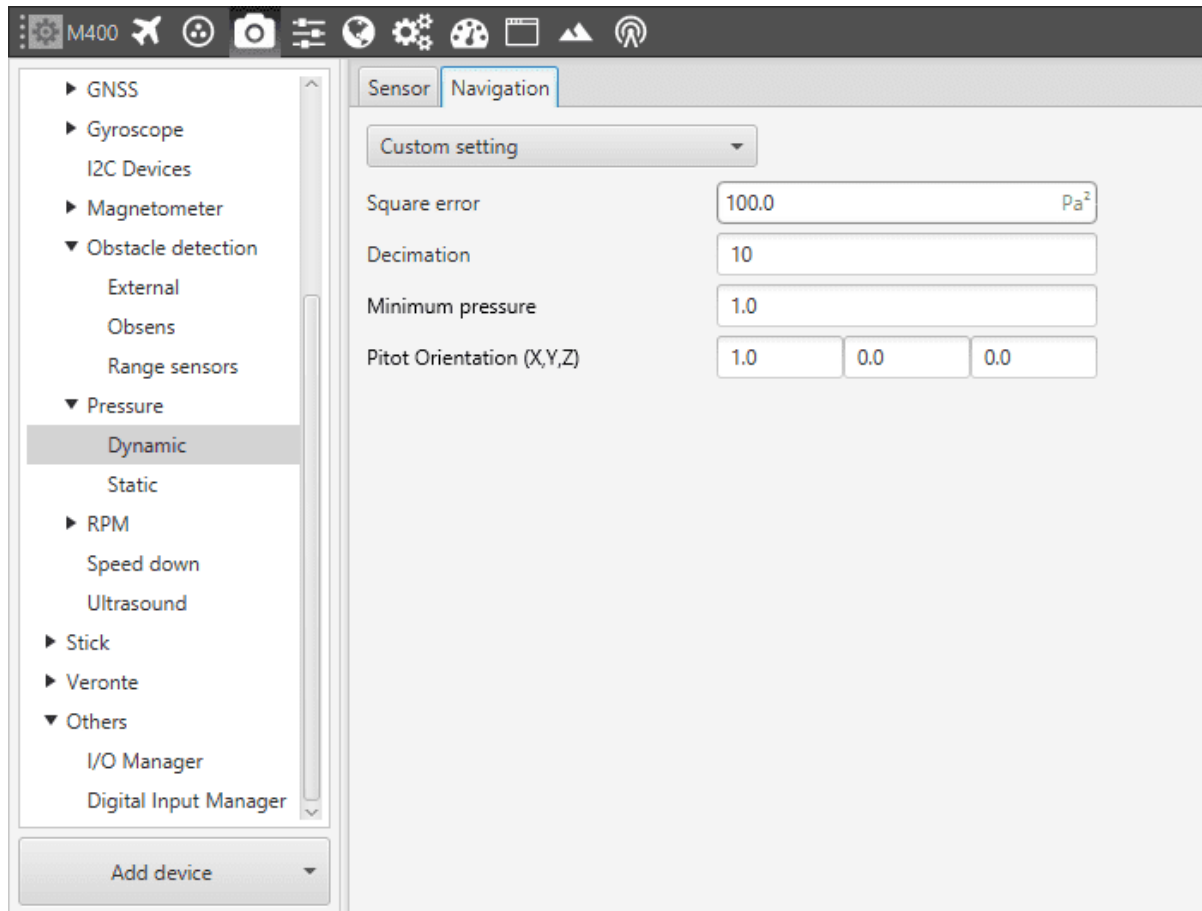 M400
GNSS
Gyroscope
I2C Devices
Magnetometer
Obstacle detection
External
Obsens
Range sensors
Pressure
Dynamic
Static
RPM
Speed down
Ultrasound
Stick
Veronte
Others
I/O Manager
Digital Input Manager
Add device
Sensor Navigation
Custom setting
Square error 100.0 Pa²
Decimation 10
Minimum pressure 1.0
Pitot Orientation (X,Y,Z) 1.0 0.0 0.0